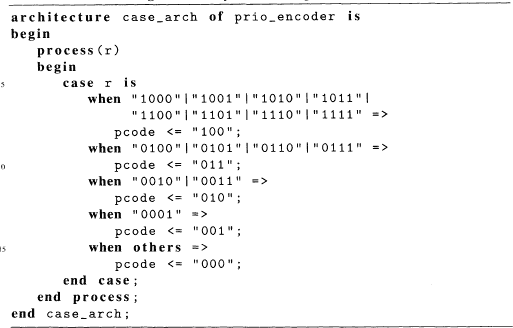 architecture case_arch of prio_encoder is
begin
process(r)
begin
5 case r is
when "1000"|"1001"|"1010"|"1011"|
"1100"|"1101"|"1110"|"1111" =>
pcode <= "100";
when "0100"|"0101"|"0110"|"0111" =>
pcode <= "011";
when "0010"|"0011" =>
pcode <= "010";
when "0001" =>
pcode <= "001";
when others =>
pcode <= "000";
end case;
end process;
end case_arch;